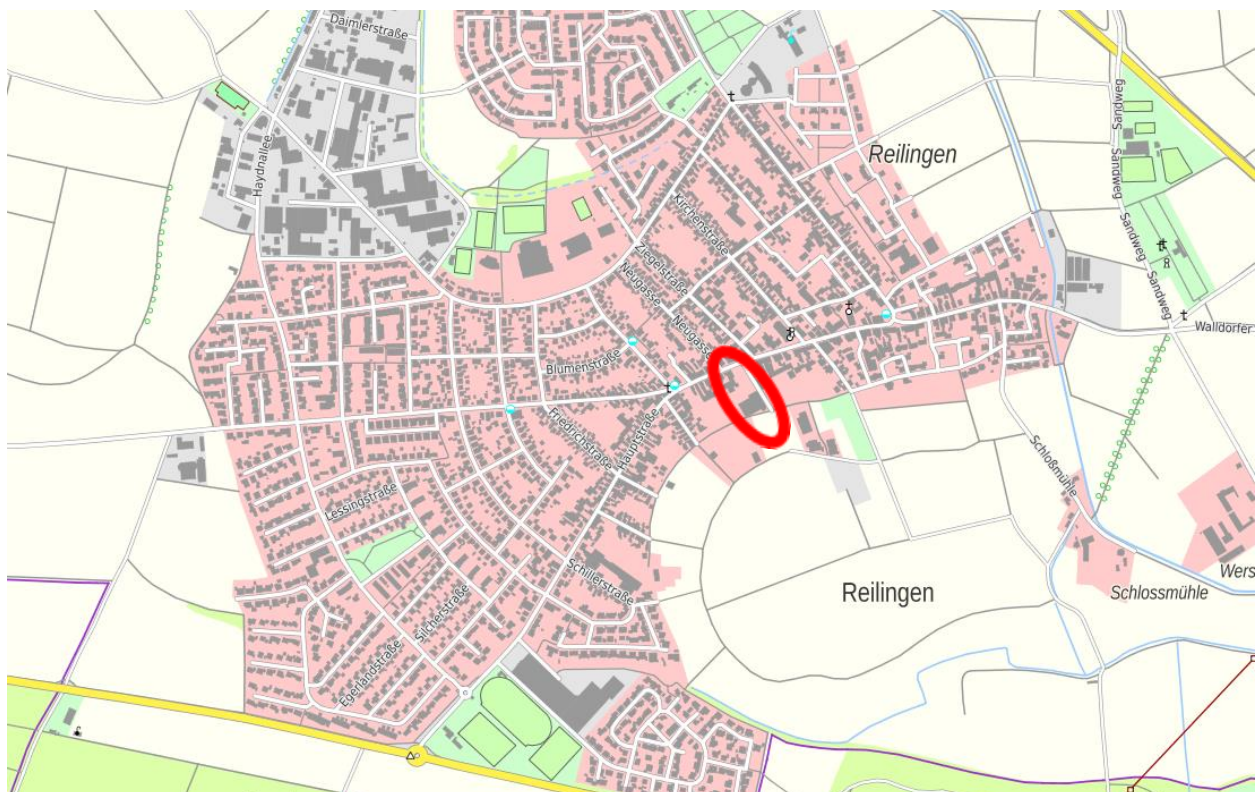 Daimlerstraße
Haydnallee
Reilingen
Sandweg
Sandweg
Sandweg
Sandweg
Kirchenstraße
Ziegelstraße
Neugasse
Neugasse
Walldorfer
Blumenstraße
Friedrichstraße
Hauptstraße
Lessingstraße
Schloßmühle
Schillerstraße
Reilingen
Schlossmühle
Wers
Silcherstraße
Egerlandstraße